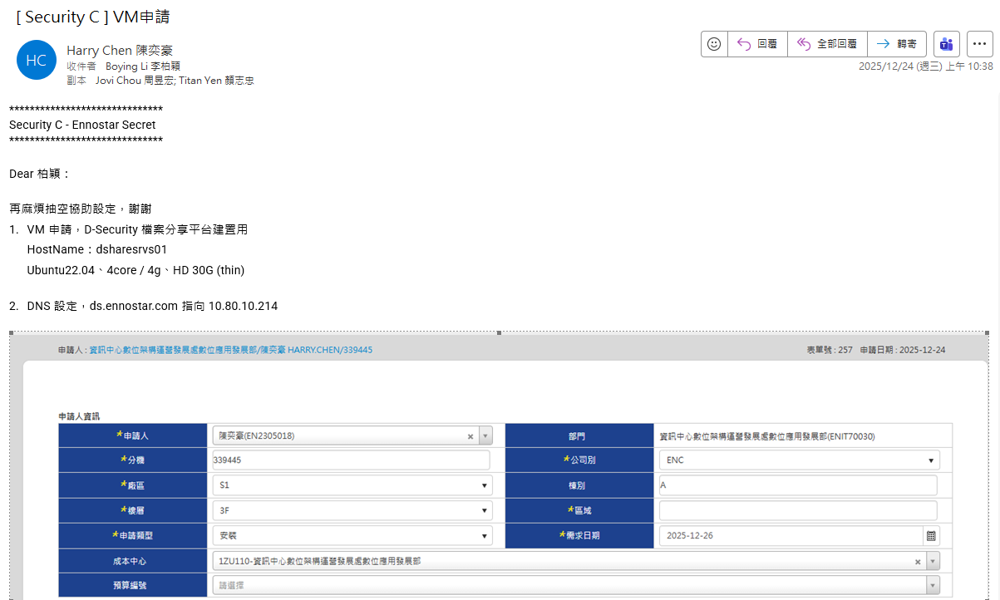 [ Security C ] VM申請
HC
Harry Chen 陳奕豪
收件者 Boying Li 李柏穎
副本 Jovi Chou 周昱宏; Titan Yen 顏志忠
回覆
全部回覆
轉寄
2025/12/24 (週三) 上午 10:38
******************************
Security C - Ennostar Secret
******************************
Dear 柏穎：
再麻煩抽空協助設定，謝謝
1. VM 申請，D-Security 檔案分享平台建置用
HostName：dsharesrvs01
Ubuntu22.04、4core / 4g、HD 30G (thin)
2. DNS 設定，ds.ennostar.com 指向 10.80.10.214
申請人 : 資訊中心數位架構運營發展處數位應用發展部/陳奕豪 HARRY.CHEN/339445 表單號 : 257 申請日期 : 2025-12-24
申請人資訊
*申請人 陳奕豪(EN2305018) 部門 資訊中心數位架構運營發展處數位應用發展部(ENIT70030)
*分機 339445 *公司別 ENC
*廠區 S1 棟別 A
*樓層 3F *區域
*申請類型 安裝 *需求日期 2025-12-26
成本中心 1ZU110-資訊中心數位架構運營發展處數位應用發展部
預算編號 請選擇